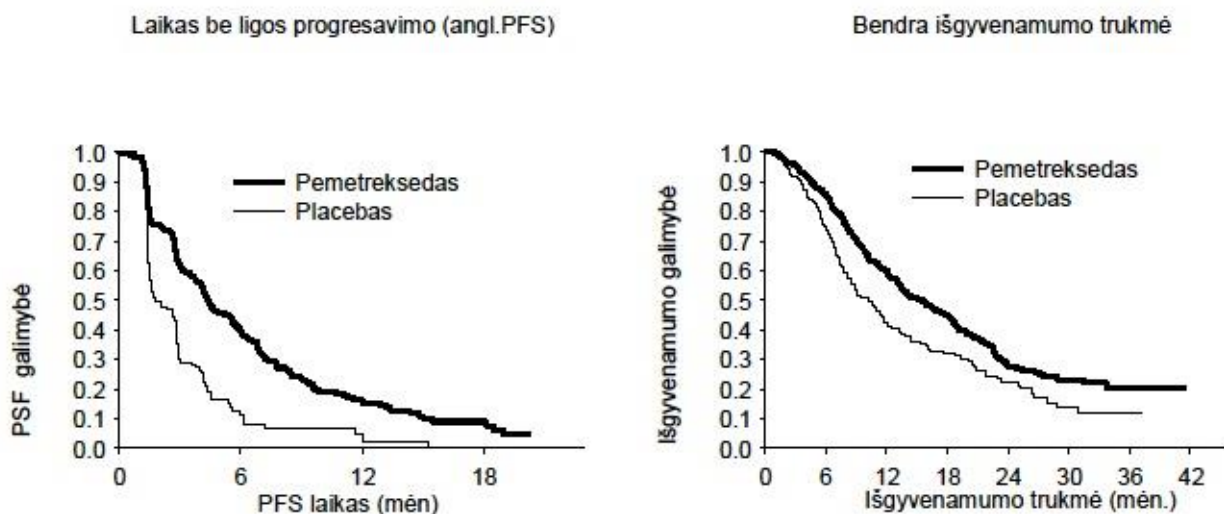 Laikas be ligos progresavimo (angl.PFS)
Bendra išgyvenamumo trukmė
1.0
0.9
0.8
0.7
0.6
0.5
0.4
0.3
0.2
0.1
0.0
PSF galimybė
Pemetreksedas
Placebas
0 6 12 18
PFS laikas (mėn)
1.0
0.9
0.8
0.7
0.6
0.5
0.4
0.3
0.2
0.1
0.0
Išgyvenamumo galimybė
Pemetreksedas
Placebas
0 6 12 18 24 30 36 42
Išgyvenamumo trukmė (mėn.)